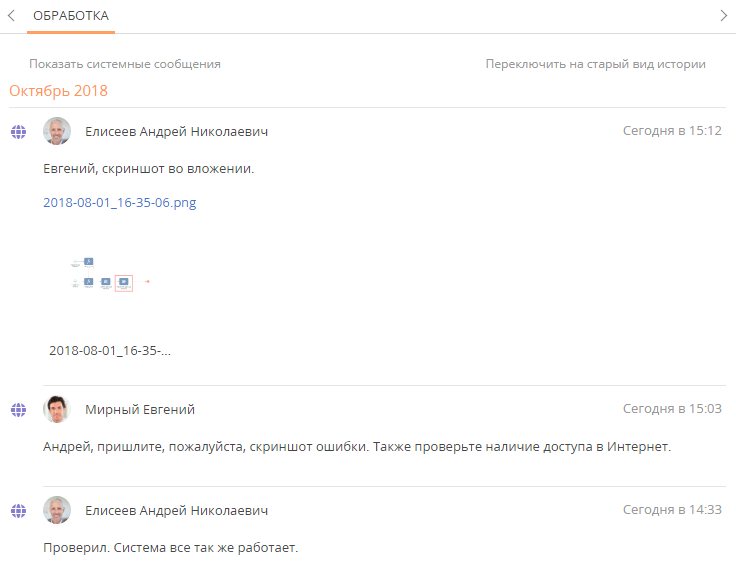 ОБРАБОТКА
Показать системные сообщения
Переключить на старый вид истории
Октябрь 2018
Елисеев Андрей Николаевич
Сегодня в 15:12
Евгений, скриншот во вложении.
2018-08-01_16-35-06.png
2018-08-01_16-35-...
Мирный Евгений
Сегодня в 15:03
Андрей, пришлите, пожалуйста, скриншот ошибки. Также проверьте наличие доступа в Интернет.
Елисеев Андрей Николаевич
Сегодня в 14:33
Проверил. Система все так же работает.